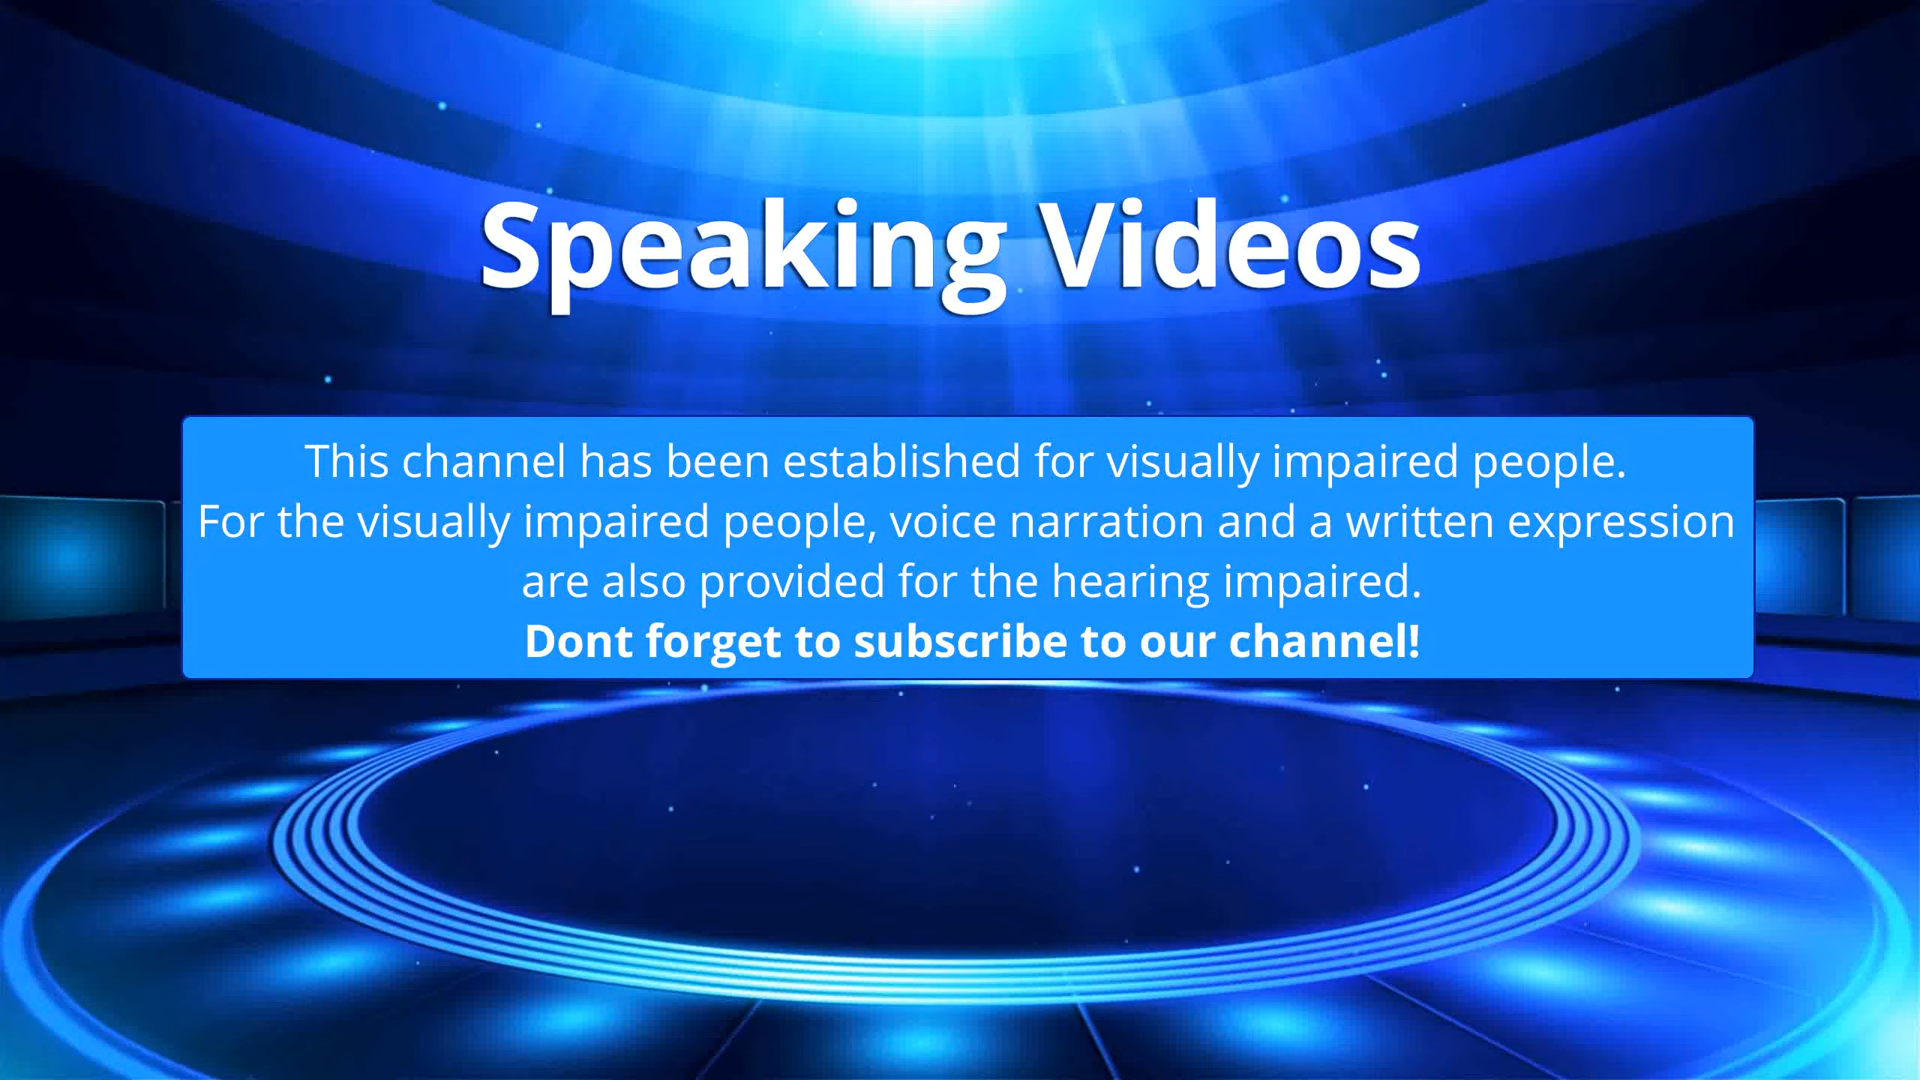 Speaking Videos
This channel has been established for visually impaired people.
For the visually impaired people, voice narration and a written expression
are also provided for the hearing impaired.
Dont forget to subscribe to our channel!